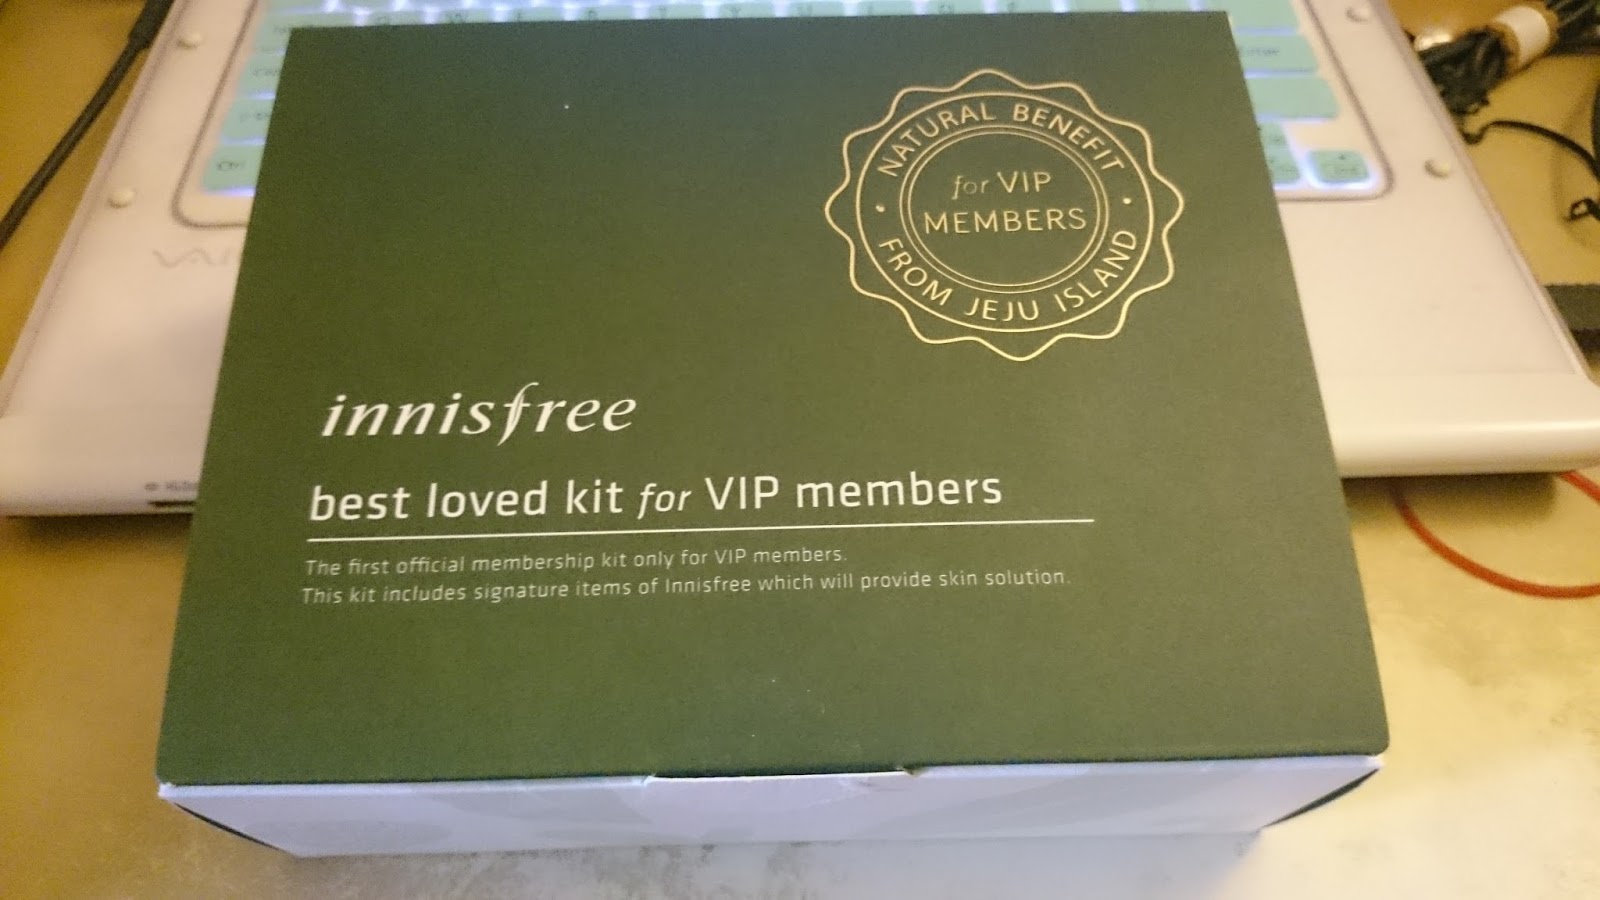 NATURAL BENEFIT
for VIP
MEMBERS
FROM JEJU ISLAND
innisfree
best loved kit for VIP members
The first official membership kit only for VIP members.
This kit includes signature items of Innisfree which will provide skin solution.